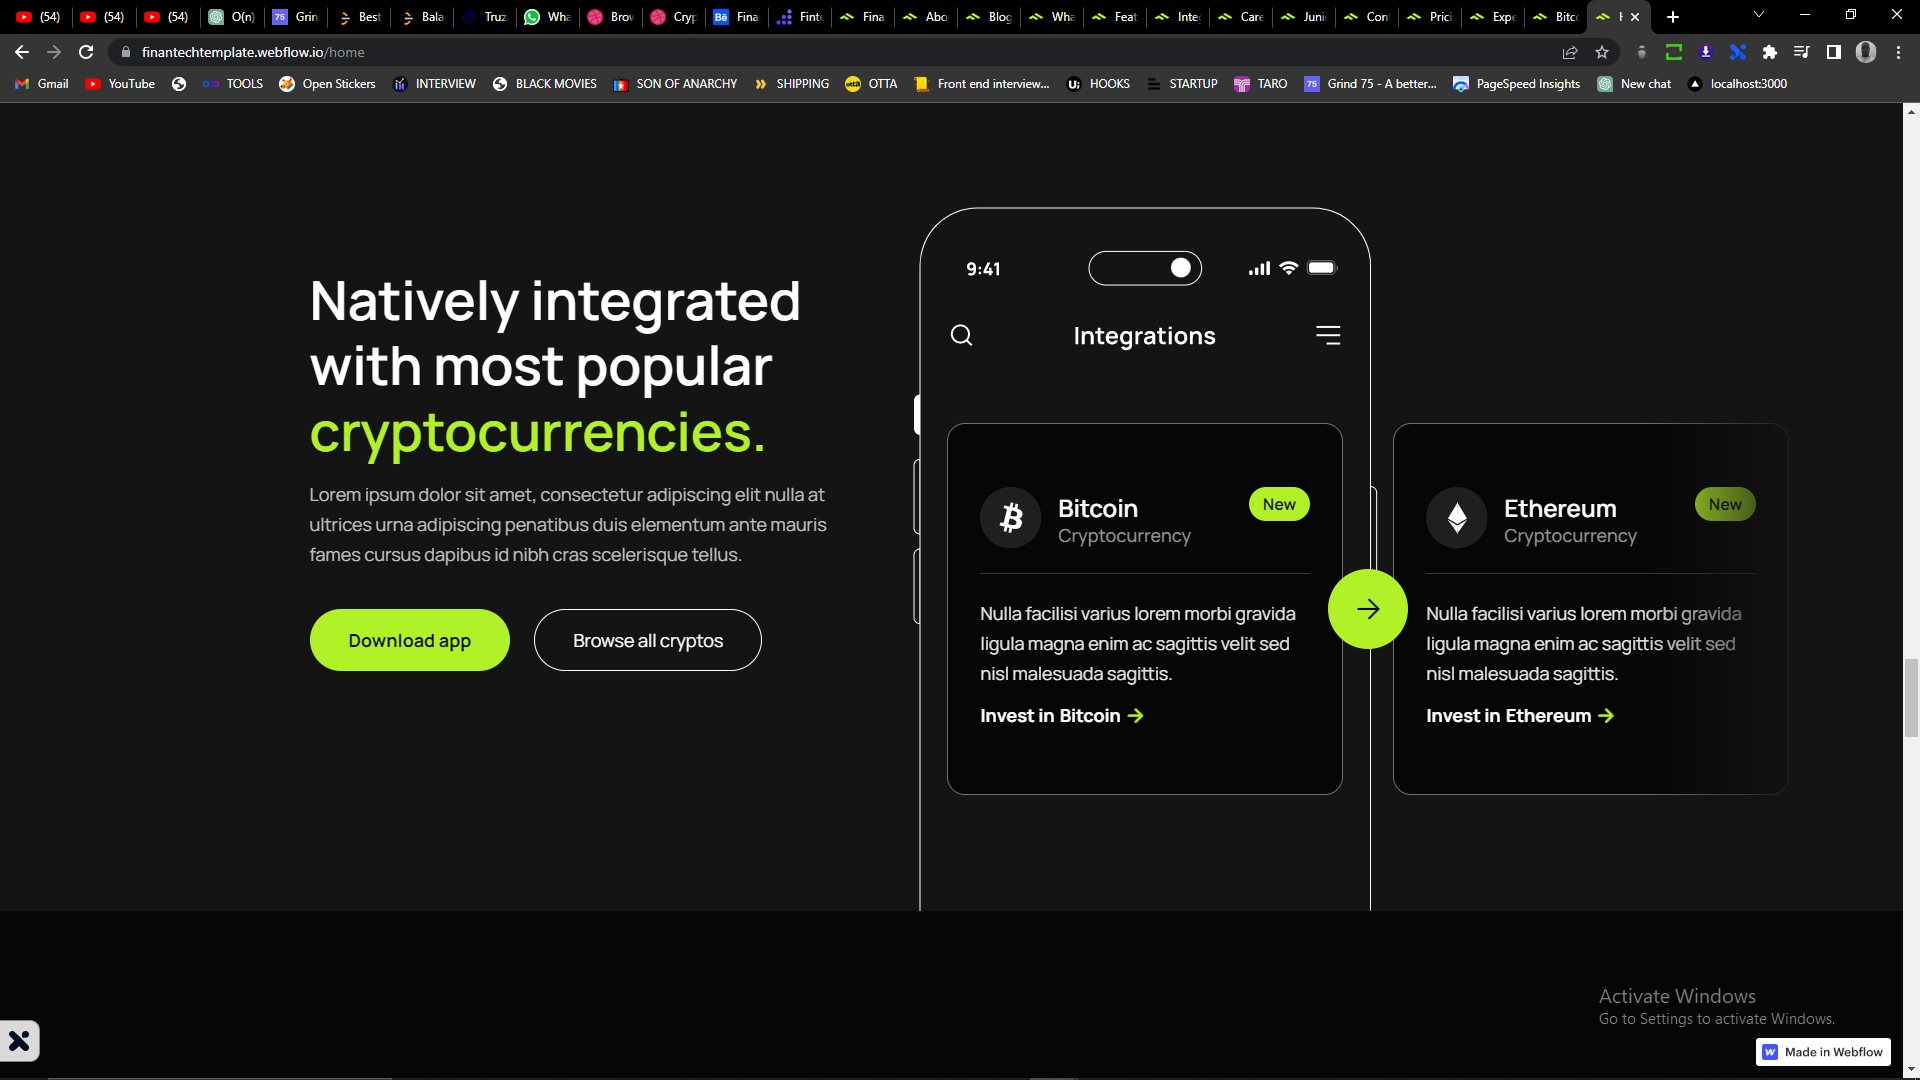 (54)
(54)
(54)
O(n)
Grin
Best
Bala
Truz
Wha
Brow
Cryp
Fina
Finte
Fina
Abo
Blog
Wha
Feat
Integ
Care
Juni
Con
Prici
Expe
Bitco
finantechtemplate.webflow.io/home
Gmail
YouTube
TOOLS
Open Stickers
INTERVIEW
BLACK MOVIES
SON OF ANARCHY
SHIPPING
OTTA
Front end interview...
HOOKS
STARTUP
TARO
Grind 75 - A better...
PageSpeed Insights
New chat
localhost:3000
Natively integrated
with most popular
cryptocurrencies.
Lorem ipsum dolor sit amet, consectetur adipiscing elit nulla at
ultrices urna adipiscing penatibus duis elementum ante mauris
fames cursus dapibus id nibh cras scelerisque tellus.
Download app
Browse all cryptos
9:41
Integrations
Bitcoin
New
Cryptocurrency
Nulla facilisi varius lorem morbi gravida
ligula magna enim ac sagittis velit sed
nisl malesuada sagittis.
Invest in Bitcoin
Ethereum
New
Cryptocurrency
Nulla facilisi varius lorem morbi gravida
ligula magna enim ac sagittis velit sed
nisl malesuada sagittis.
Invest in Ethereum
Activate Windows
Go to Settings to activate Windows.
Made in Webflow